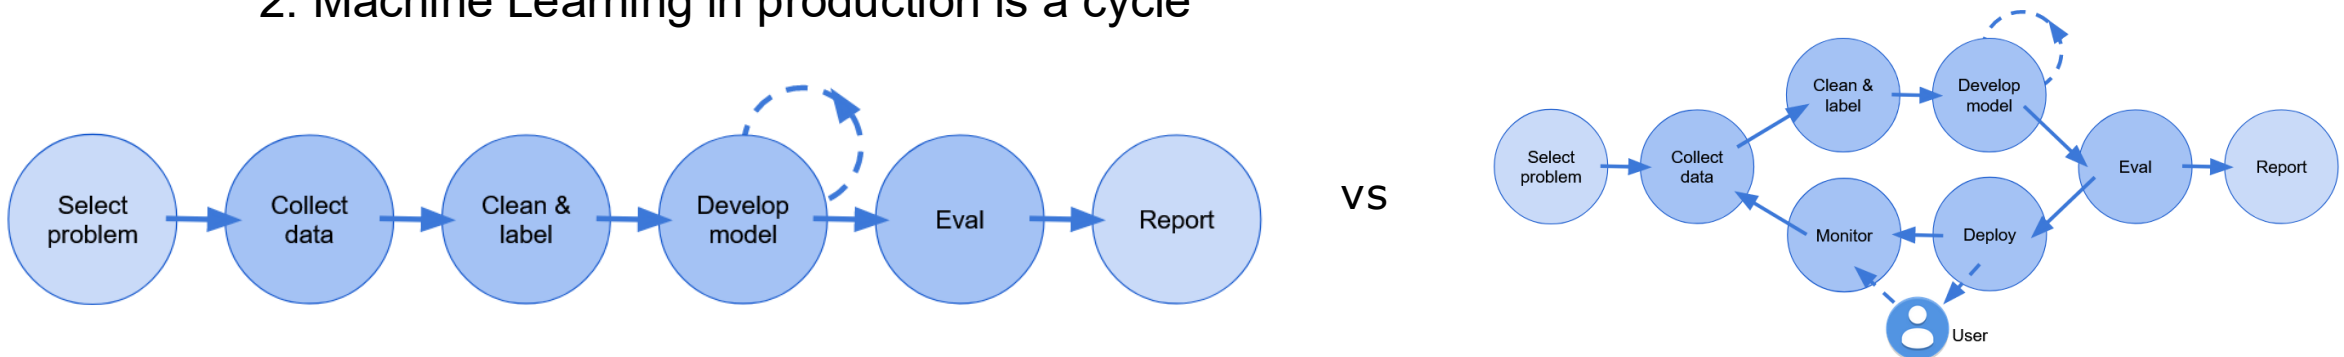 2. Machine Learning in production is a cycle
Select
problem
Collect
data
Clean &
label
Develop
model
Eval
Report
vs
Select
problem
Collect
data
Clean &
label
Develop
model
Eval
Report
Monitor
Deploy
User